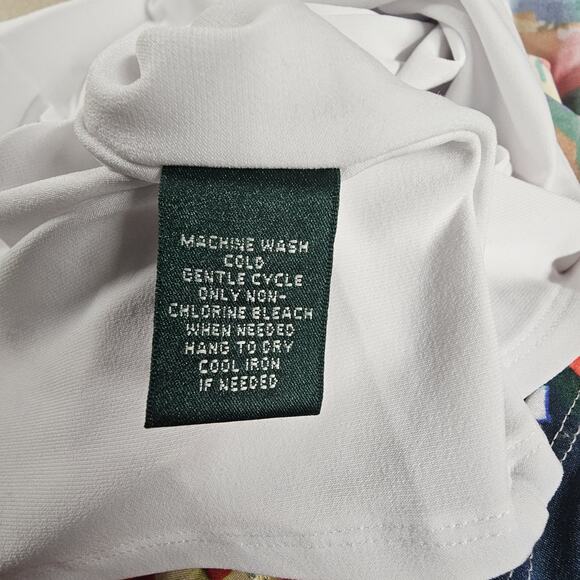 MACHINE WASH
COLD
GENTLE CYCLE
ONLY NON-
CHLORINE BLEACH
WHEN NEEDED
HANG TO DRY
COOL IRON
IF NEEDED